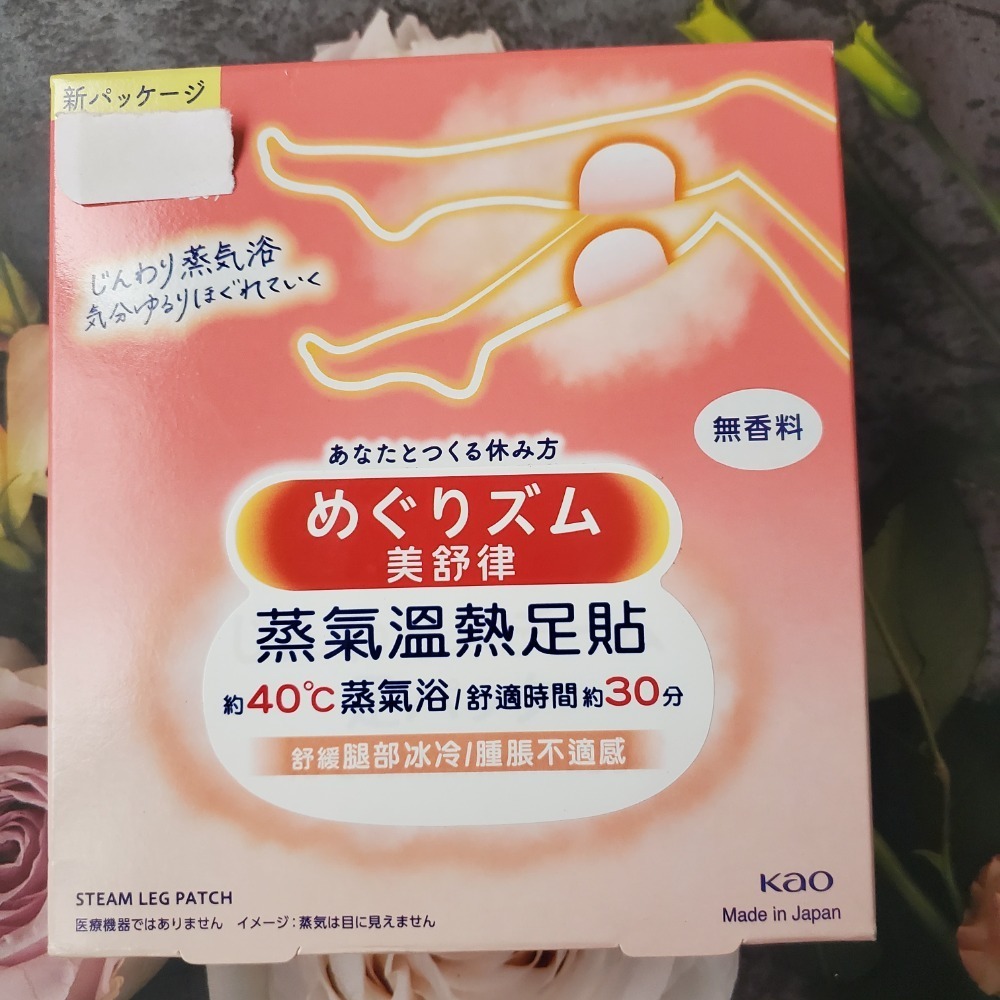 新パッケージ
じんわり蒸気浴
気分ゆるりほぐれていく
無香料
あなたとつくる休み方
めぐりズム
美舒律
蒸氣溫熱足貼
約40℃蒸氣浴/舒適時間約30分
舒緩腿部冰冷/腫脹不適感
Kao
STEAM LEG PATCH
Made in Japan
医療機器ではありません イメージ:蒸気は目に見えません